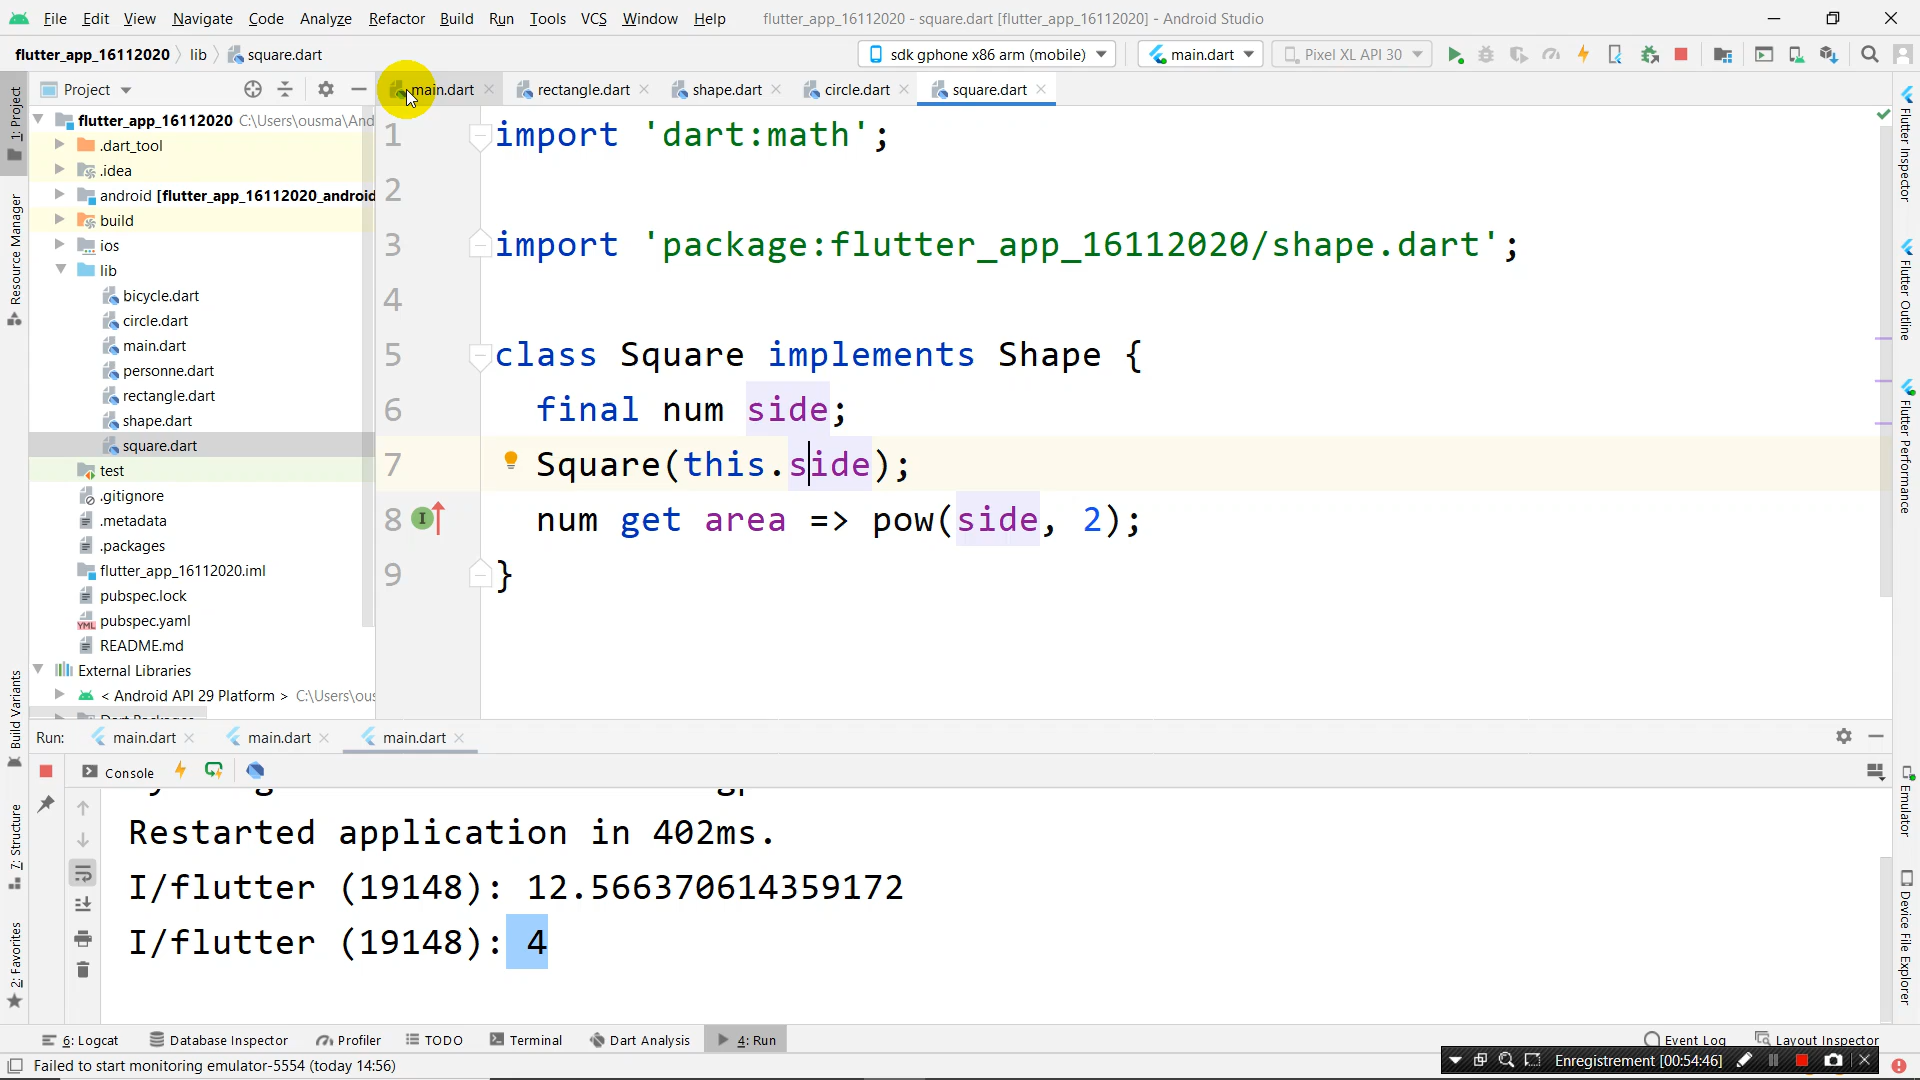 File Edit View Navigate Code Analyze Refactor Build Run Tools VCS Window Help flutter_app_16112020 - square.dart [flutter_app_16112020] - Android Studio
flutter_app_16112020 lib square.dart sdk gphone x86 arm (mobile) main.dart Pixel XL API 30
Project main.dart rectangle.dart shape.dart circle.dart square.dart
1: Project
Resource Manager
Build Variants
7: Structure
2: Favorites
flutter_app_16112020 C:\Users\ousma\And
.dart_tool
.idea
android [flutter_app_16112020_android
build
ios
lib
bicycle.dart
circle.dart
main.dart
personne.dart
rectangle.dart
shape.dart
square.dart
test
.gitignore
.metadata
.packages
flutter_app_16112020.iml
pubspec.lock
pubspec.yaml
README.md
External Libraries
< Android API 29 Platform > C:\Users\ous
1 import 'dart:math';
2
3 import 'package:flutter_app_16112020/shape.dart';
4
5 class Square implements Shape {
6 final num side;
7 Square(this.side);
8 num get area => pow(side, 2);
9 }
Flutter Inspector
Flutter Outline
Flutter Performance
Emulator
Device File Explorer
Run: main.dart main.dart main.dart
Console
Restarted application in 402ms.
I/flutter (19148): 12.566370614359172
I/flutter (19148): 4
6: Logcat Database Inspector Profiler TODO Terminal Dart Analysis 4: Run Event Log Layout Inspector
Failed to start monitoring emulator-5554 (today 14:56) Enregistrement [00:54:46]